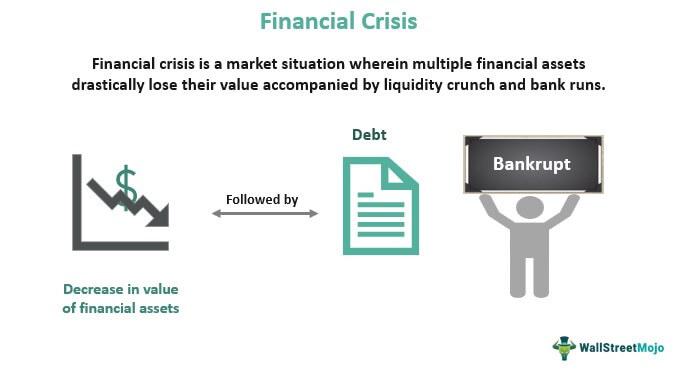 Financial Crisis
Financial crisis is a market situation wherein multiple financial assets
drastically lose their value accompanied by liquidity crunch and bank runs.
Debt
Bankrupt
$
Followed by
Decrease in value
of financial assets
WallStreetMojo